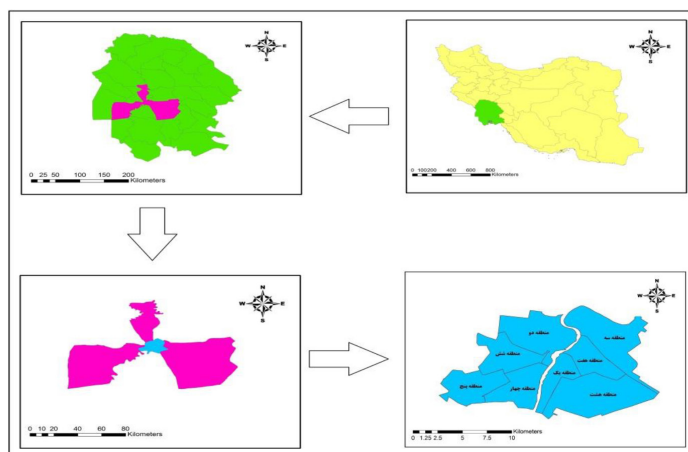 N
W E
S
0 25 50 100 150 200
Kilometers
N
W E
S
0 100200 400 600 800
Kilometers
N
W E
S
0 10 20 40 60 80
Kilometers
N
W E
S
منطقه دو
منطقه سه
منطقه شش
منطقه هفت
منطقه یک
منطقه پنج
منطقه چهار
منطقه هشت
0 1.25 2.5 5 7.5 10
Kilometers